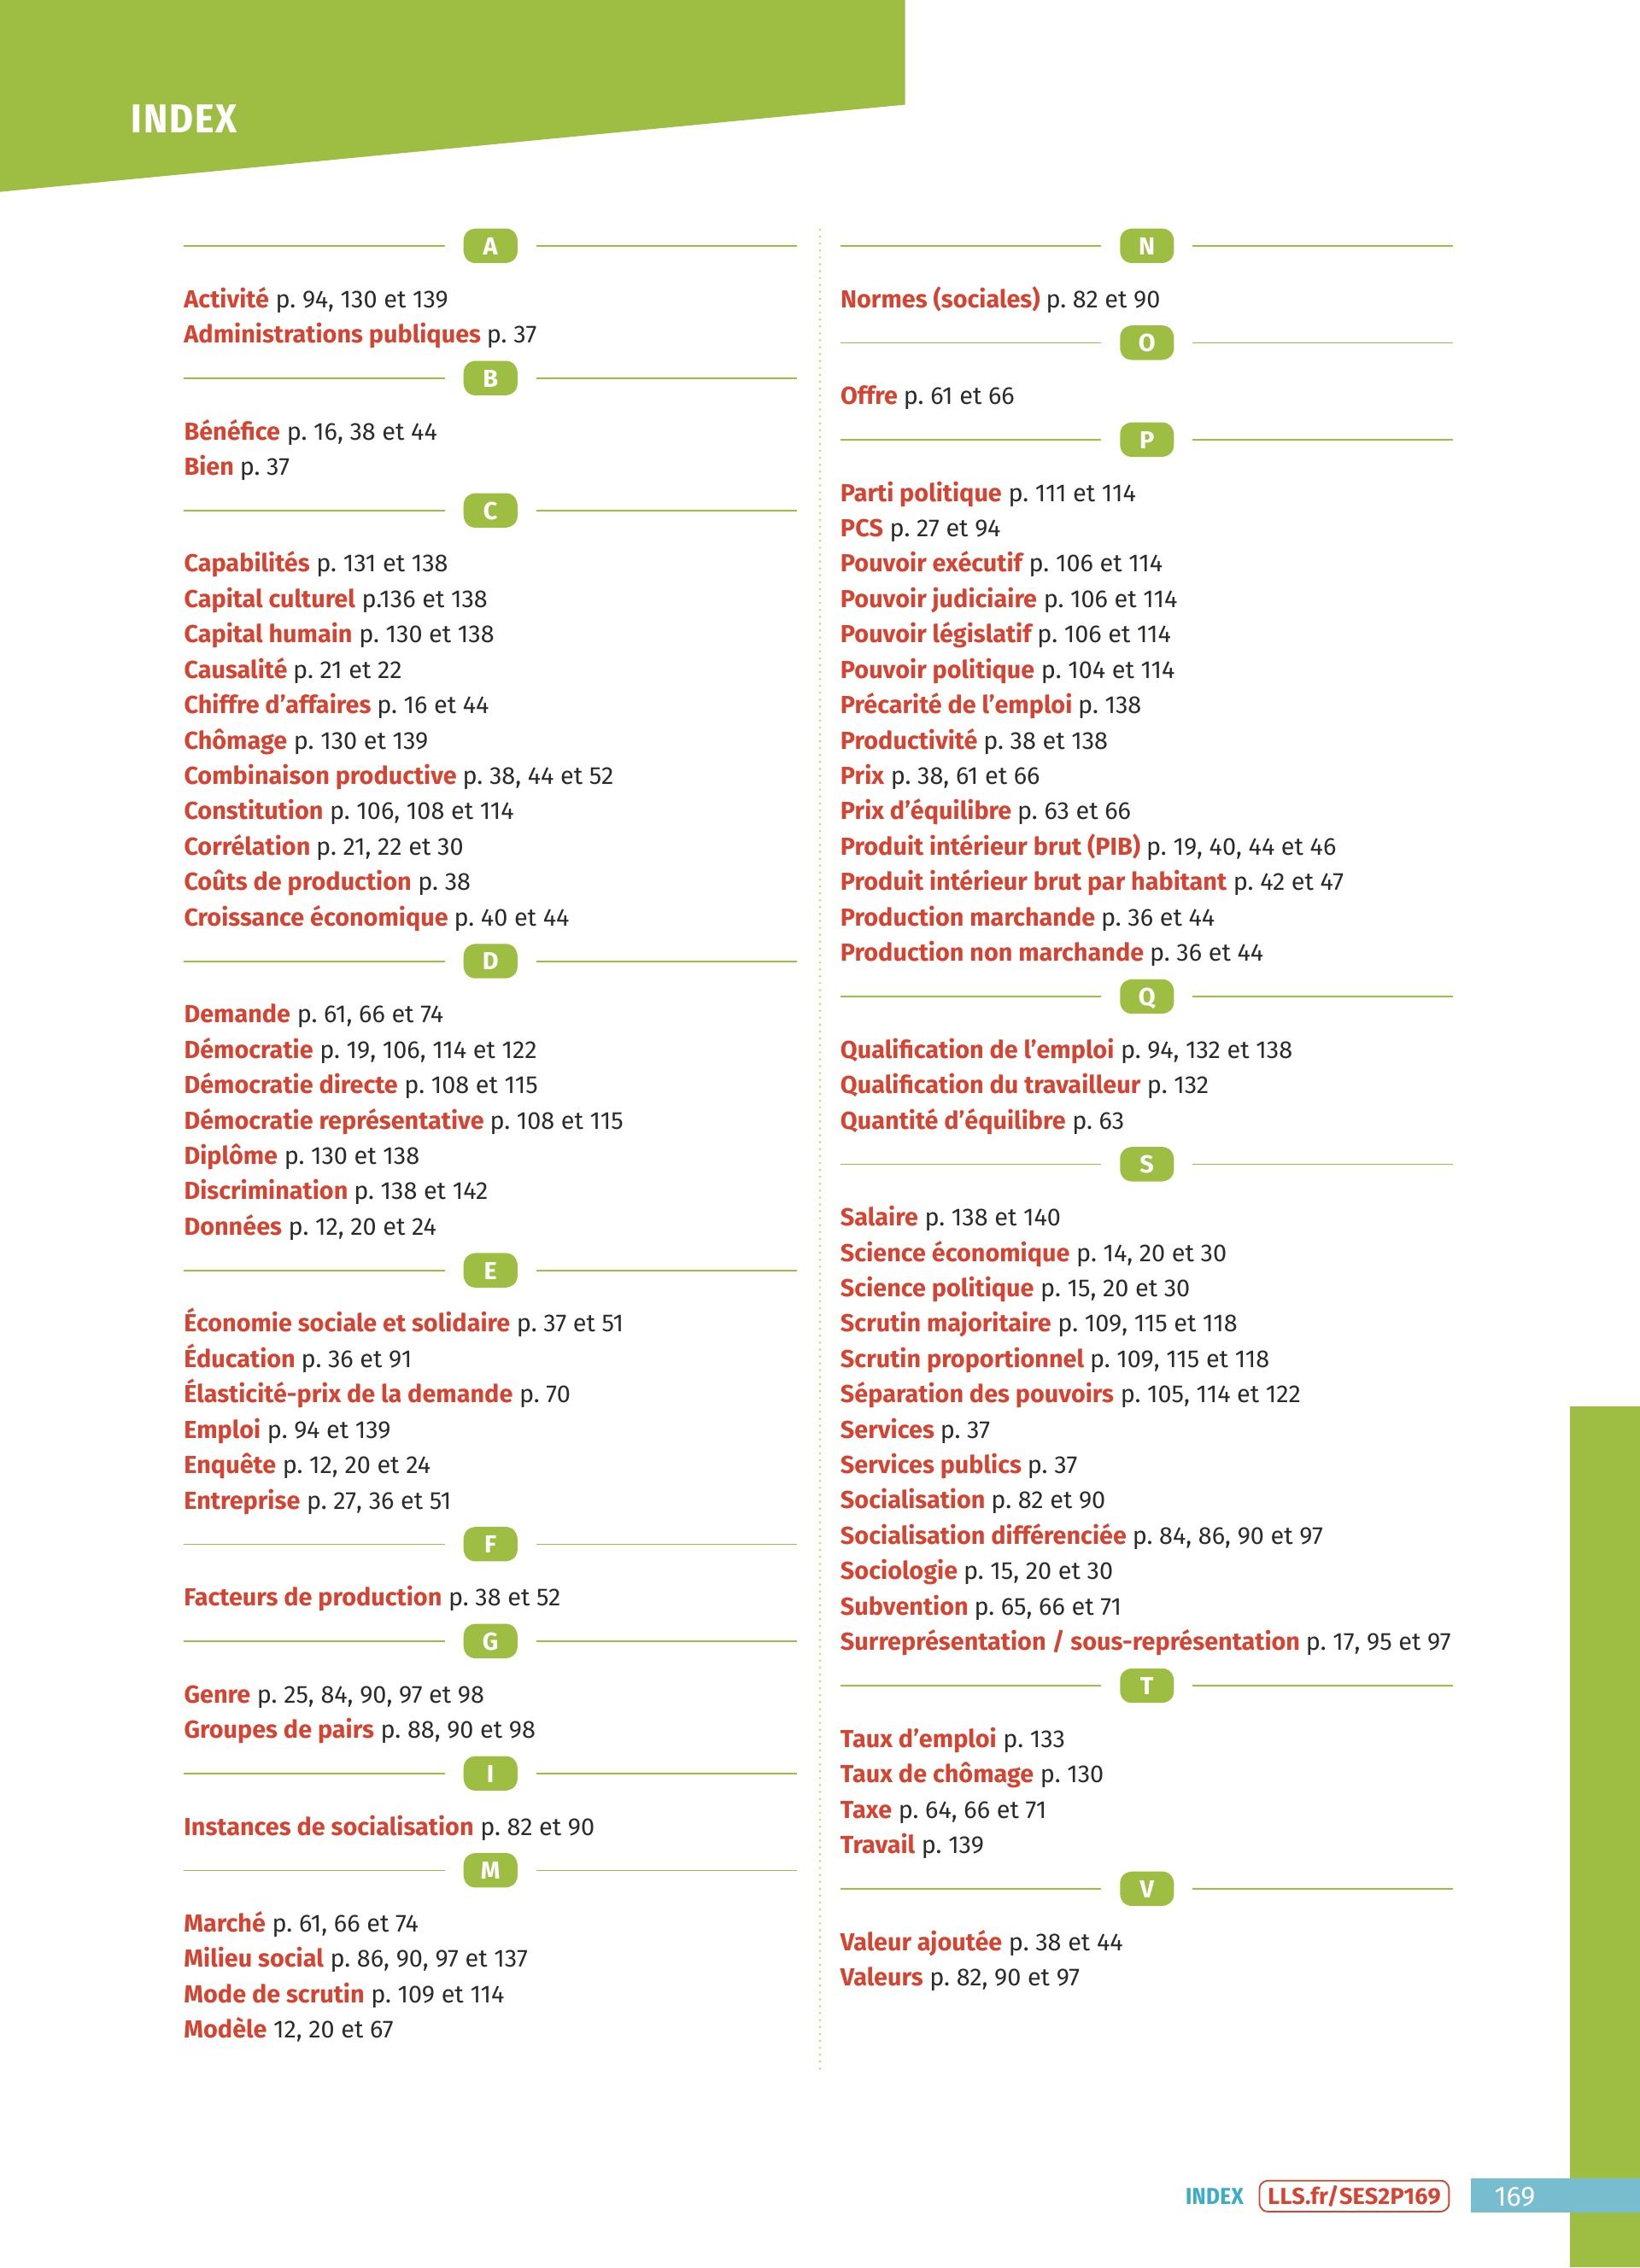 INDEX
A
Activité p. 94, 130 et 139
Administrations publiques p. 37
B
Bénéfice p. 16, 38 et 44
Bien p. 37
C
Capabilités p. 131 et 138
Capital culturel p.136 et 138
Capital humain p. 130 et 138
Causalité p. 21 et 22
Chiffre d’affaires p. 16 et 44
Chômage p. 130 et 139
Combinaison productive p. 38, 44 et 52
Constitution p. 106, 108 et 114
Corrélation p. 21, 22 et 30
Coûts de production p. 38
Croissance économique p. 40 et 44
D
Demande p. 61, 66 et 74
Démocratie p. 19, 106, 114 et 122
Démocratie directe p. 108 et 115
Démocratie représentative p. 108 et 115
Diplôme p. 130 et 138
Discrimination p. 138 et 142
Données p. 12, 20 et 24
E
Économie sociale et solidaire p. 37 et 51
Éducation p. 36 et 91
Élasticité-prix de la demande p. 70
Emploi p. 94 et 139
Enquête p. 12, 20 et 24
Entreprise p. 27, 36 et 51
F
Facteurs de production p. 38 et 52
G
Genre p. 25, 84, 90, 97 et 98
Groupes de pairs p. 88, 90 et 98
I
Instances de socialisation p. 82 et 90
M
Marché p. 61, 66 et 74
Milieu social p. 86, 90, 97 et 137
Mode de scrutin p. 109 et 114
Modèle 12, 20 et 67
N
Normes (sociales) p. 82 et 90
O
Offre p. 61 et 66
P
Parti politique p. 111 et 114
PCS p. 27 et 94
Pouvoir exécutif p. 106 et 114
Pouvoir judiciaire p. 106 et 114
Pouvoir législatif p. 106 et 114
Pouvoir politique p. 104 et 114
Précarité de l’emploi p. 138
Productivité p. 38 et 138
Prix p. 38, 61 et 66
Prix d’équilibre p. 63 et 66
Produit intérieur brut (PIB) p. 19, 40, 44 et 46
Produit intérieur brut par habitant p. 42 et 47
Production marchande p. 36 et 44
Production non marchande p. 36 et 44
Q
Qualification de l’emploi p. 94, 132 et 138
Qualification du travailleur p. 132
Quantité d’équilibre p. 63
S
Salaire p. 138 et 140
Science économique p. 14, 20 et 30
Science politique p. 15, 20 et 30
Scrutin majoritaire p. 109, 115 et 118
Scrutin proportionnel p. 109, 115 et 118
Séparation des pouvoirs p. 105, 114 et 122
Services p. 37
Services publics p. 37
Socialisation p. 82 et 90
Socialisation différenciée p. 84, 86, 90 et 97
Sociologie p. 15, 20 et 30
Subvention p. 65, 66 et 71
Surreprésentation / sous-représentation p. 17, 95 et 97
T
Taux d’emploi p. 133
Taux de chômage p. 130
Taxe p. 64, 66 et 71
Travail p. 139
V
Valeur ajoutée p. 38 et 44
Valeurs p. 82, 90 et 97
INDEX LLS.fr/SES2P169 169